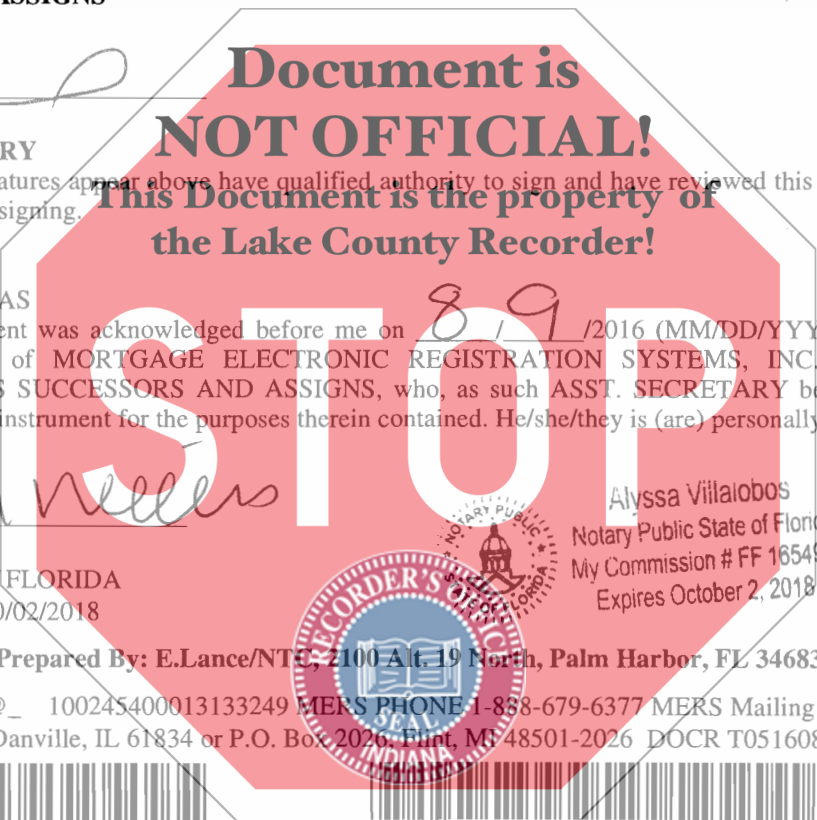 ASSIGNS
Document is
NOT OFFICIAL!
RY
atures appear above have qualified authority to sign and have reviewed this
signing.
This Document is the property of
the Lake County Recorder!
AS
ent was acknowledged before me on 8 / 9 /2016 (MM/DD/YYY
of MORTGAGE ELECTRONIC REGISTRATION SYSTEMS, INC.
S SUCCESSORS AND ASSIGNS, who, as such ASST. SECRETARY be
instrument for the purposes therein contained. He/she/they is (are) personally
STOP
Alyssa Villalobos
Notary Public State of Flori
My Commission # FF 16549
Expires October 2, 2018
NOTARY PUBLIC
STATE OF FLORIDA
FLORIDA
0/02/2018
RECORDER'S OFFICE
SEAL
INDIANA
Prepared By: E.Lance/NTC, 2100 Alt. 19 North, Palm Harbor, FL 34683
100245400013133249 MERS PHONE 1-888-679-6377 MERS Mailing
Danville, IL 61834 or P.O. Box 2026, Flint, MI 48501-2026 DOCR T051608